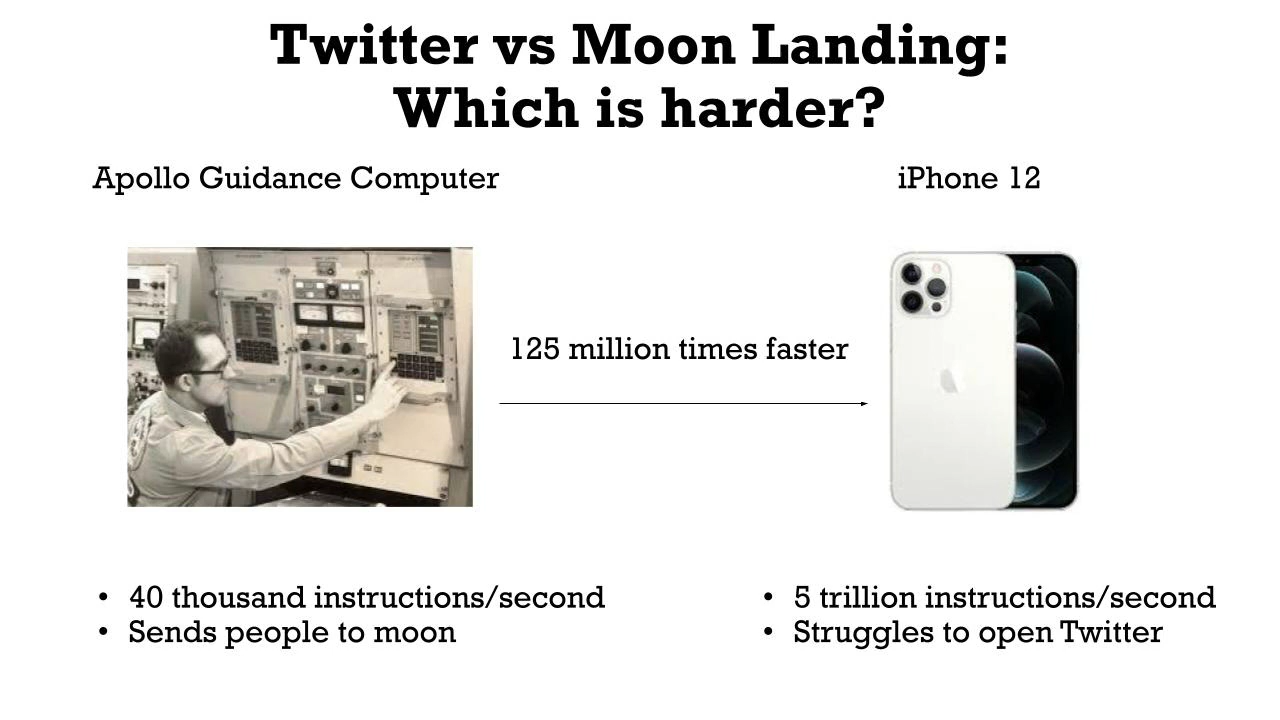 Twitter vs Moon Landing:
Which is harder?
Apollo Guidance Computer
iPhone 12
125 million times faster
• 40 thousand instructions/second
• Sends people to moon
• 5 trillion instructions/second
• Struggles to open Twitter